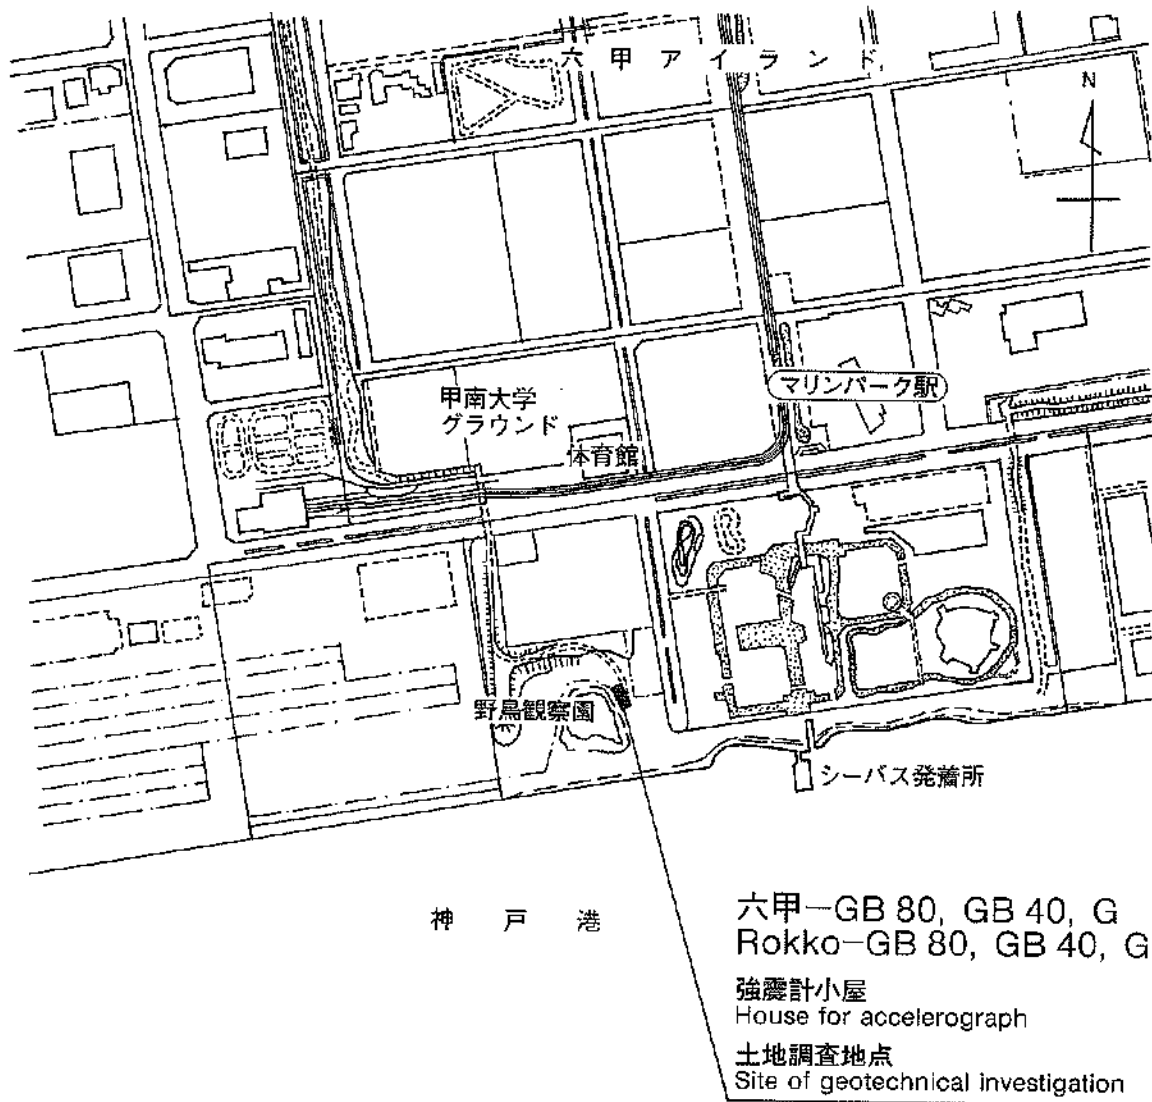 六甲アイランド
N
マリンパーク駅
甲南大学
グラウンド
体育館
野鳥観察園
シーバス発着所
神戸港
六甲−GB 80, GB 40, G
Rokko−GB 80, GB 40, G
強震計小屋
House for accelerograph
土地調査地点
Site of geotechnical investigation